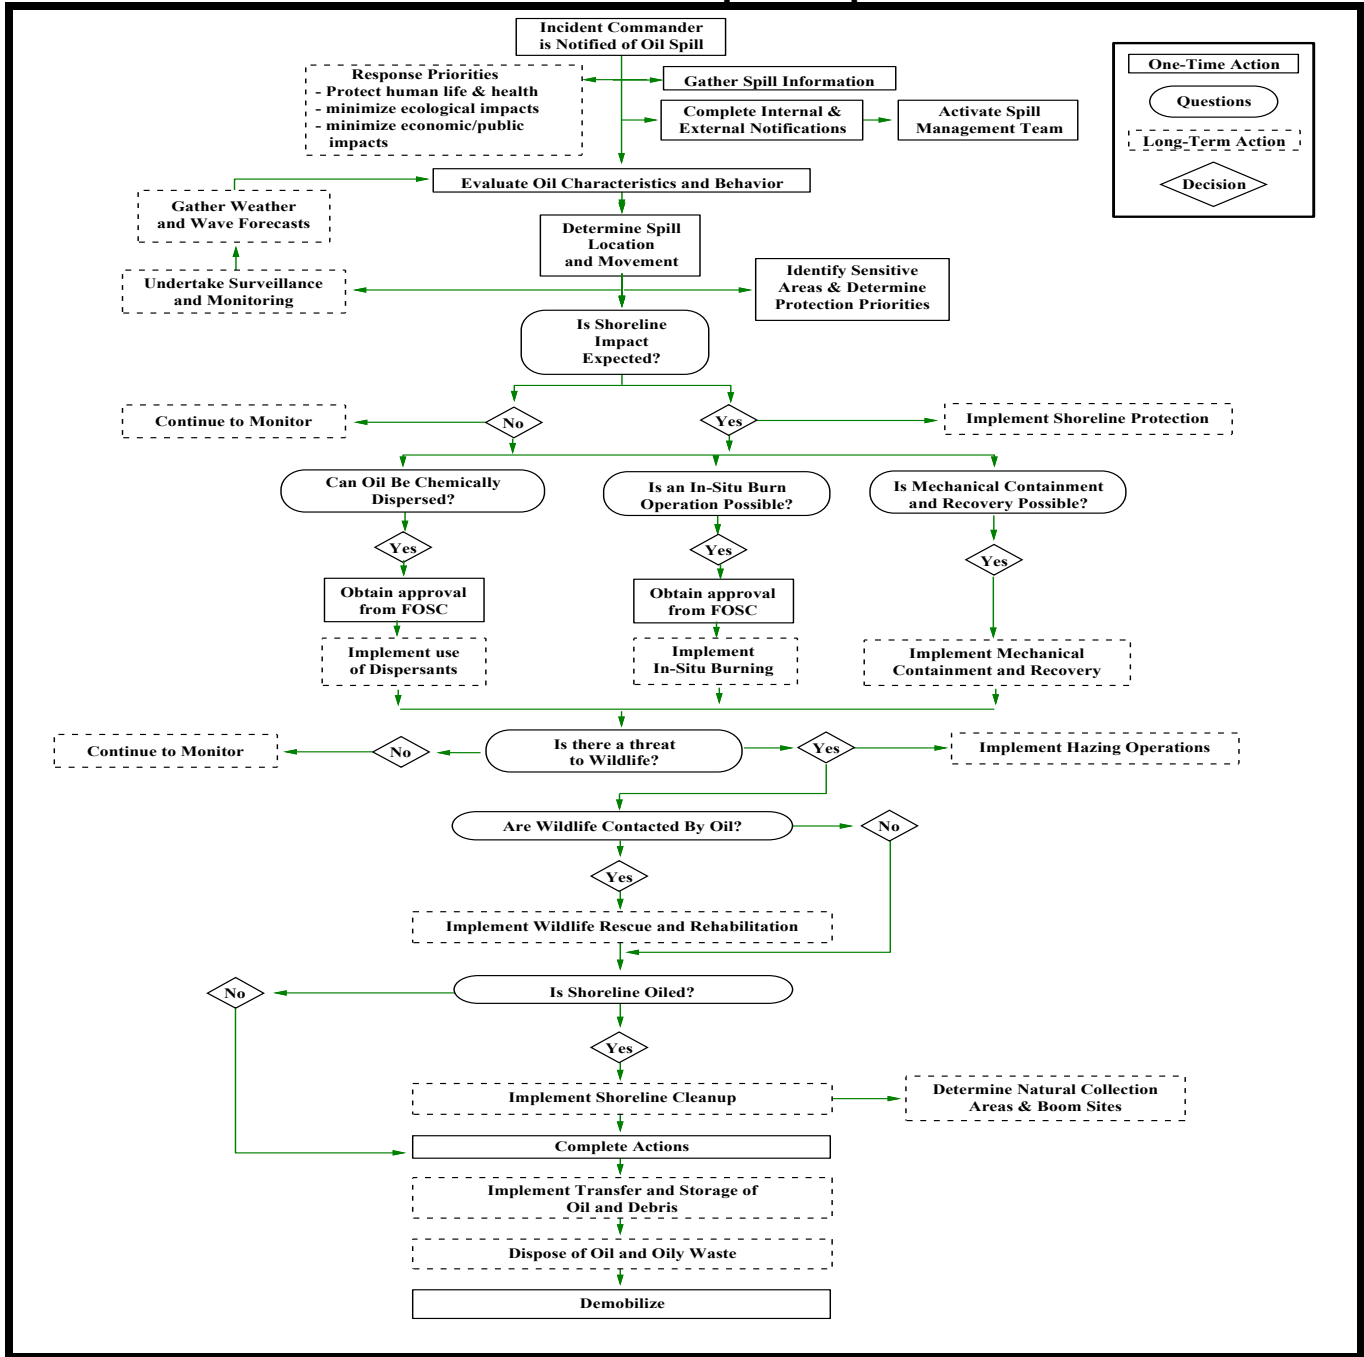 Incident Commander
is Notified of Oil Spill
Response Priorities
- Protect human life & health
- minimize ecological impacts
- minimize economic/public
impacts
Gather Spill Information
Complete Internal &
External Notifications
Activate Spill
Management Team
One-Time Action
Questions
Long-Term Action
Decision
Evaluate Oil Characteristics and Behavior
Gather Weather
and Wave Forecasts
Determine Spill
Location
and Movement
Undertake Surveillance
and Monitoring
Identify Sensitive
Areas & Determine
Protection Priorities
Is Shoreline
Impact
Expected?
Continue to Monitor
No
Yes
Implement Shoreline Protection
Can Oil Be Chemically
Dispersed?
Is an In-Situ Burn
Operation Possible?
Is Mechanical Containment
and Recovery Possible?
Yes
Yes
Yes
Obtain approval
from FOSC
Obtain approval
from FOSC
Implement use
of Dispersants
Implement
In-Situ Burning
Implement Mechanical
Containment and Recovery
Continue to Monitor
No
Is there a threat
to Wildlife?
Yes
Implement Hazing Operations
Are Wildlife Contacted By Oil?
No
Yes
Implement Wildlife Rescue and Rehabilitation
No
Is Shoreline Oiled?
Yes
Implement Shoreline Cleanup
Determine Natural Collection
Areas & Boom Sites
Complete Actions
Implement Transfer and Storage of
Oil and Debris
Dispose of Oil and Oily Waste
Demobilize